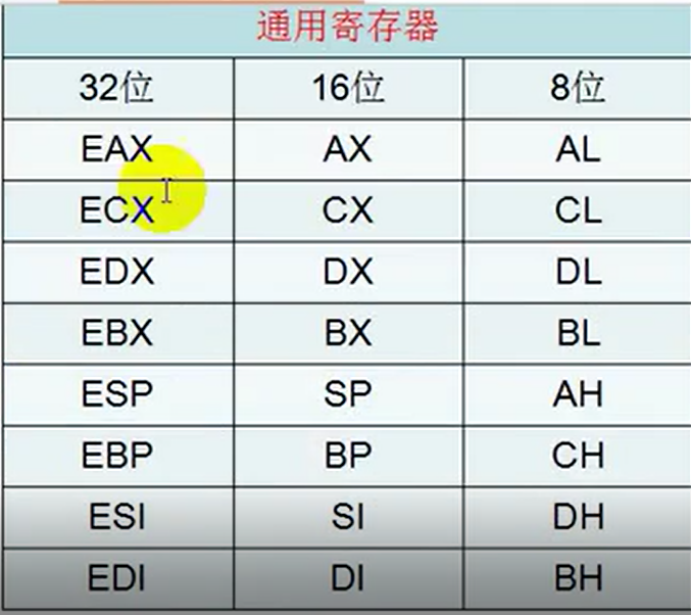 通用寄存器
32位 16位 8位
EAX AX AL
ECX CX CL
EDX DX DL
EBX BX BL
ESP SP AH
EBP BP CH
ESI SI DH
EDI DI BH